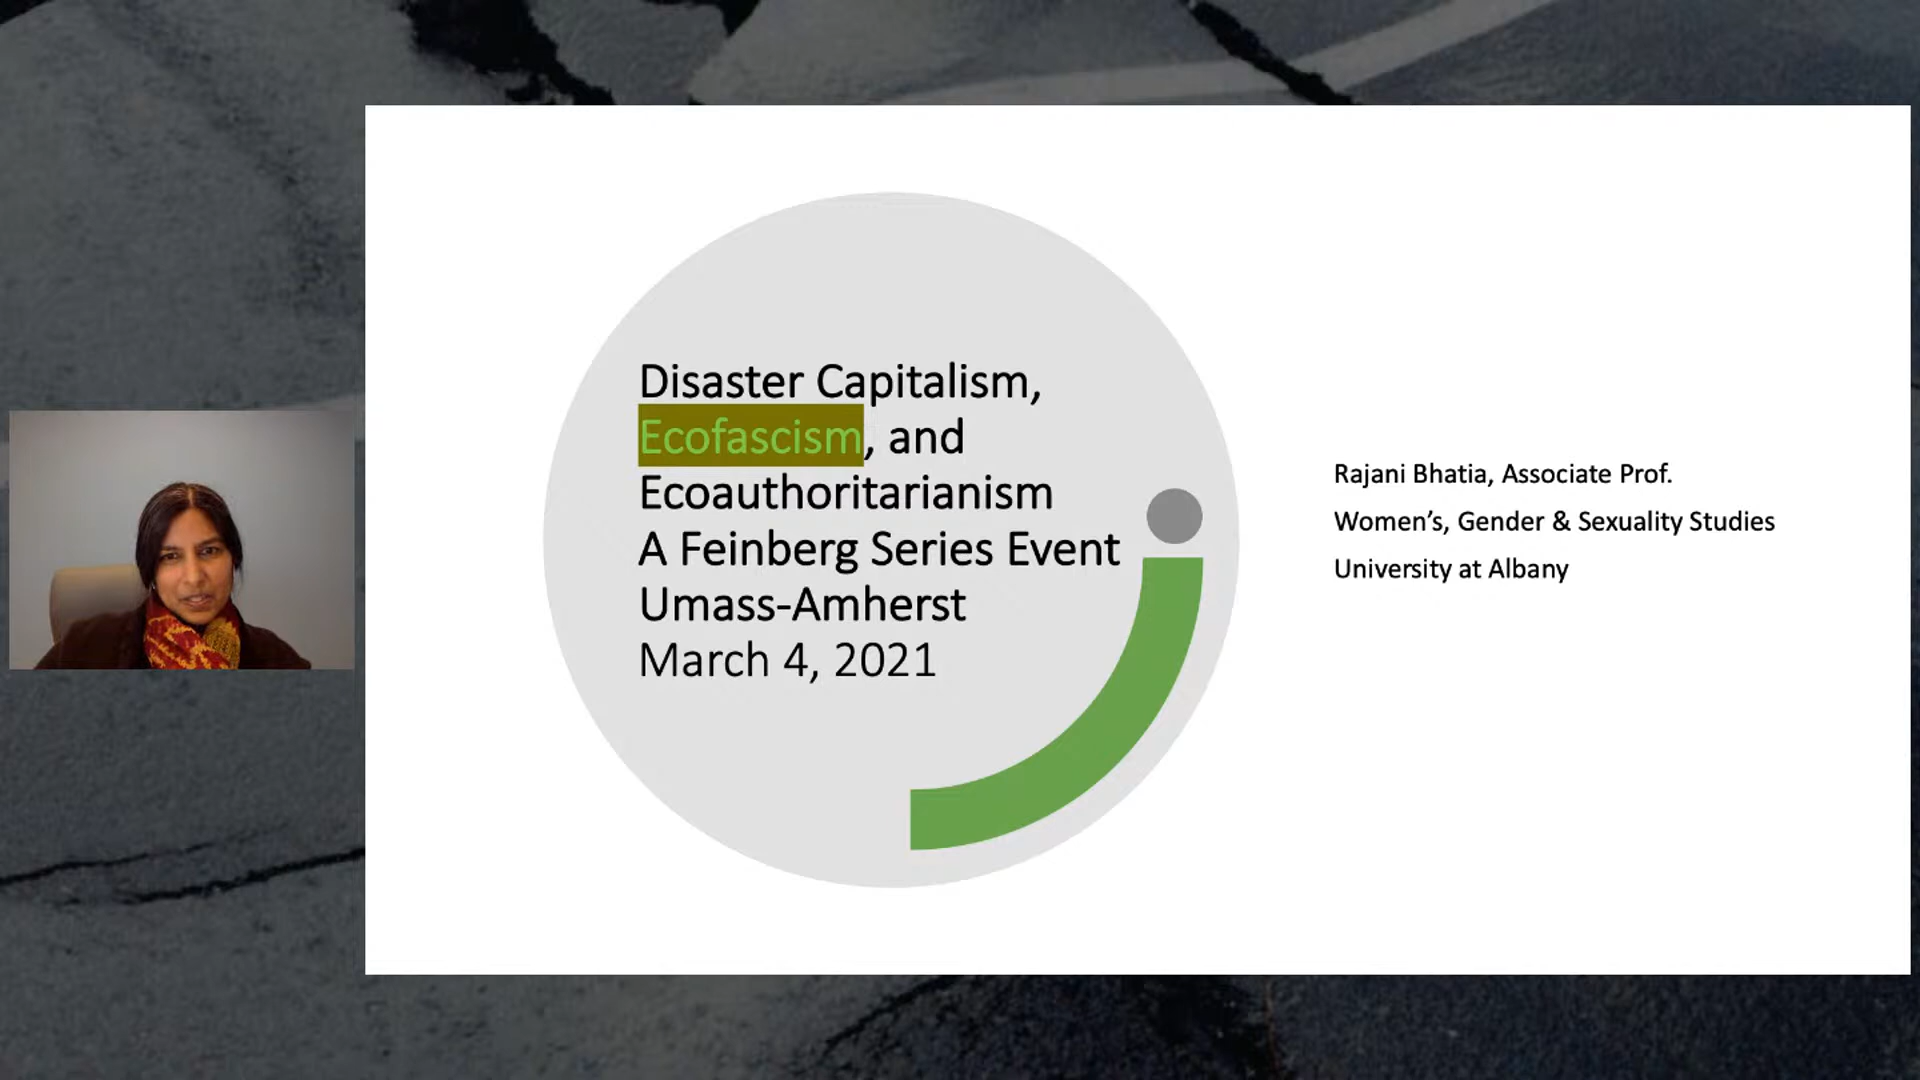 Disaster Capitalism,
Ecofascism, and
Ecoauthoritarianism
A Feinberg Series Event
Umass-Amherst
March 4, 2021
Rajani Bhatia, Associate Prof.
Women’s, Gender & Sexuality Studies
University at Albany